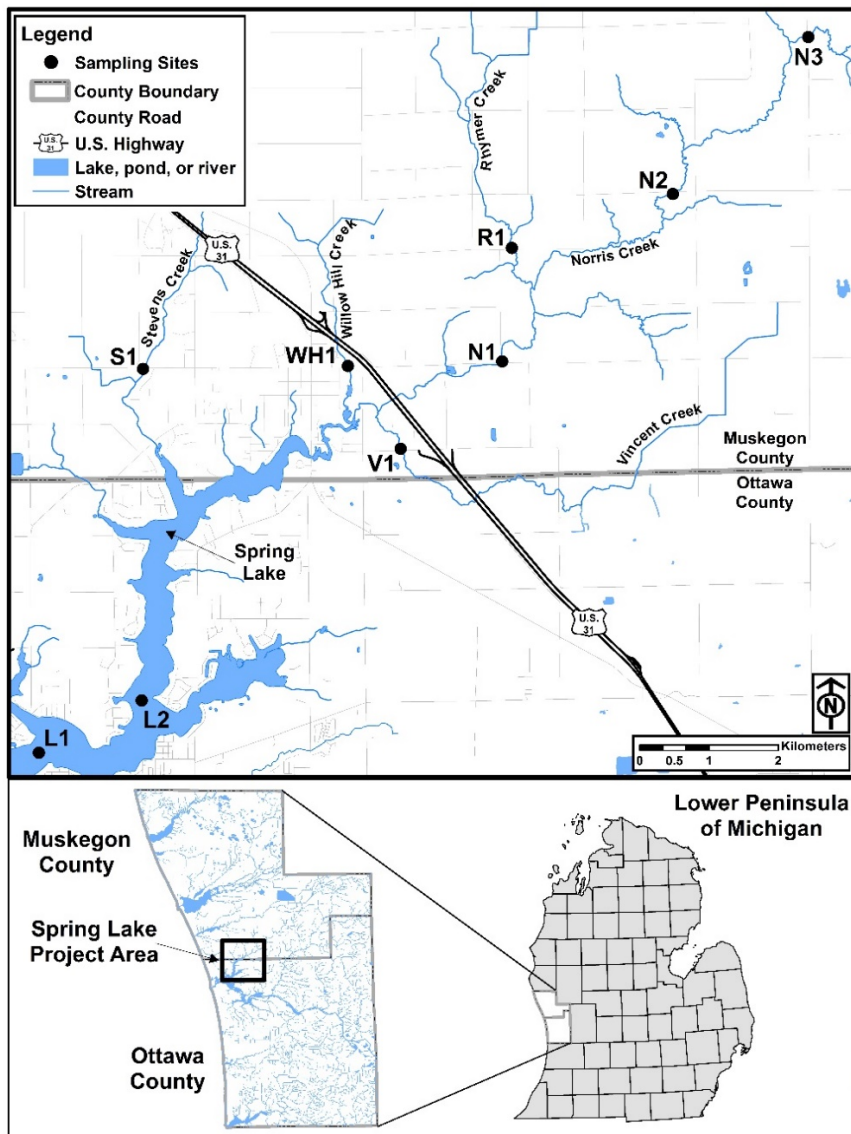 Legend
Sampling Sites
County Boundary
County Road
U.S. 21
U.S. Highway
Lake, pond, or river
Stream
N3
Rhymer Creek
N2
R1
Norris Creek
U.S. 31
Stevens Creek
Willow Hill Creek
S1
WH1
N1
Vincent Creek
V1
Muskegon
County
Ottawa
County
Spring
Lake
U.S. 31
L2
L1
N
Kilometers
0 0.5 1 2
Muskegon
County
Lower Peninsula
of Michigan
Spring Lake
Project Area
Ottawa
County